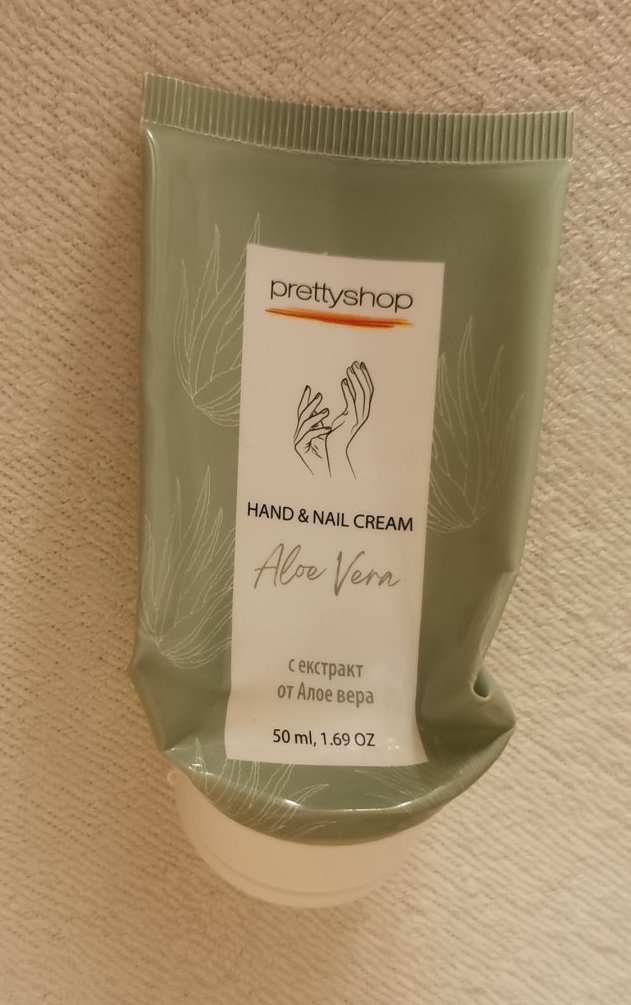 prettyshop
HAND & NAIL CREAM
Aloe Vera
с екстракт
от Алое вера
50 ml, 1.69 OZ